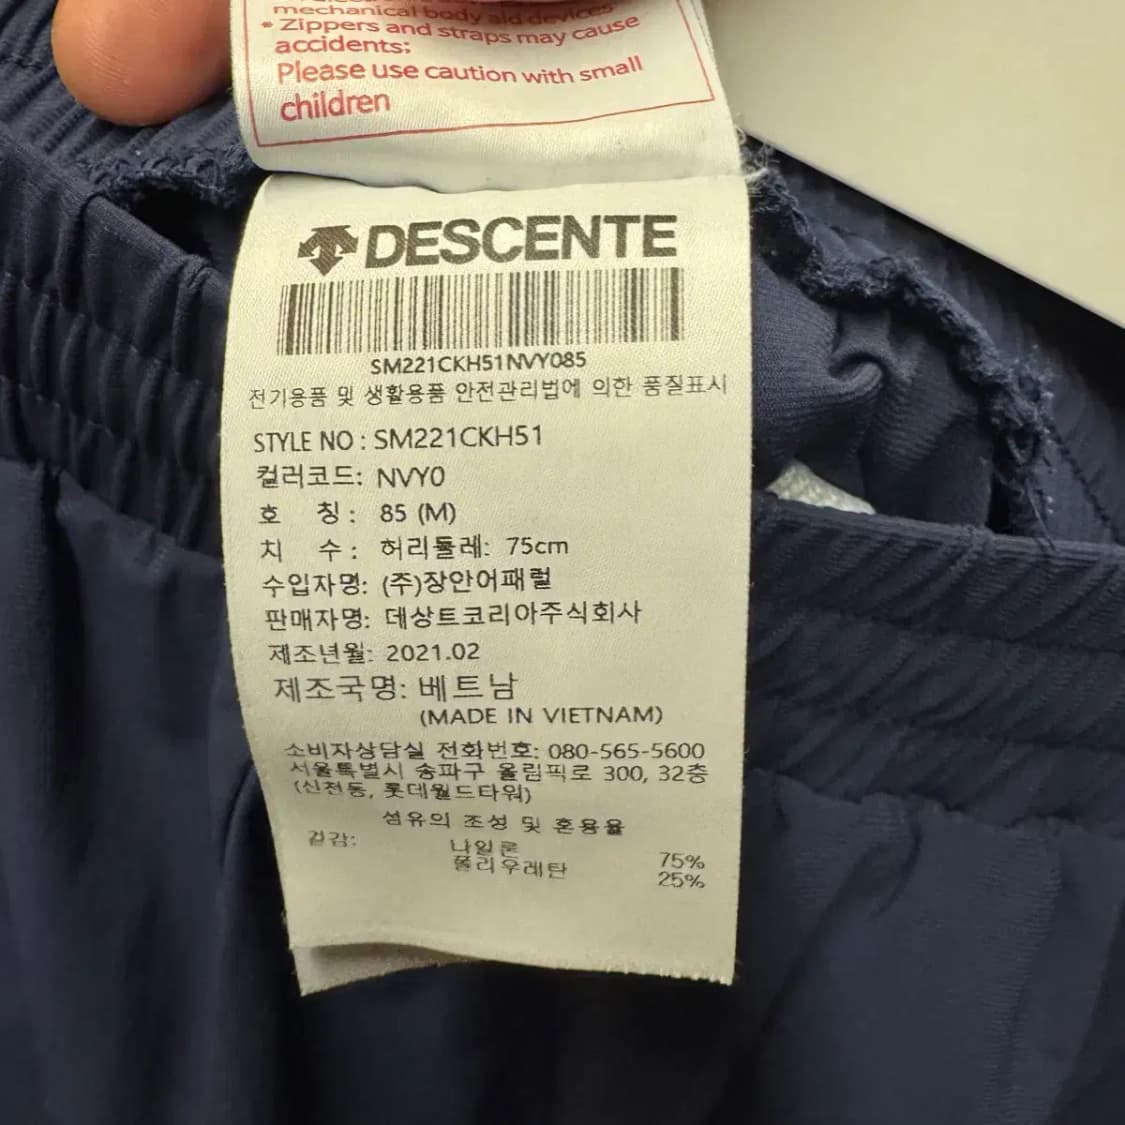 mechanical body aid devices
* Zippers and straps may cause
accidents;
Please use caution with small
children
DESCENTE
SM221CKH51NVY085
전기용품 및 생활용품 안전관리법에 의한 품질표시
STYLE NO : SM221CKH51
컬러코드: NVY0
호 칭 : 85 (M)
치 수 : 허리둘레: 75cm
수입자명: (주)장안어패럴
판매자명: 데상트코리아주식회사
제조년월: 2021.02
제조국명: 베트남
(MADE IN VIETNAM)
소비자상담실 전화번호: 080-565-5600
서울특별시 송파구 올림픽로 300, 32층
(신천동, 롯데월드타워)
섬유의 조성 및 혼용율
겉감: 나일론 75%
폴리우레탄 25%